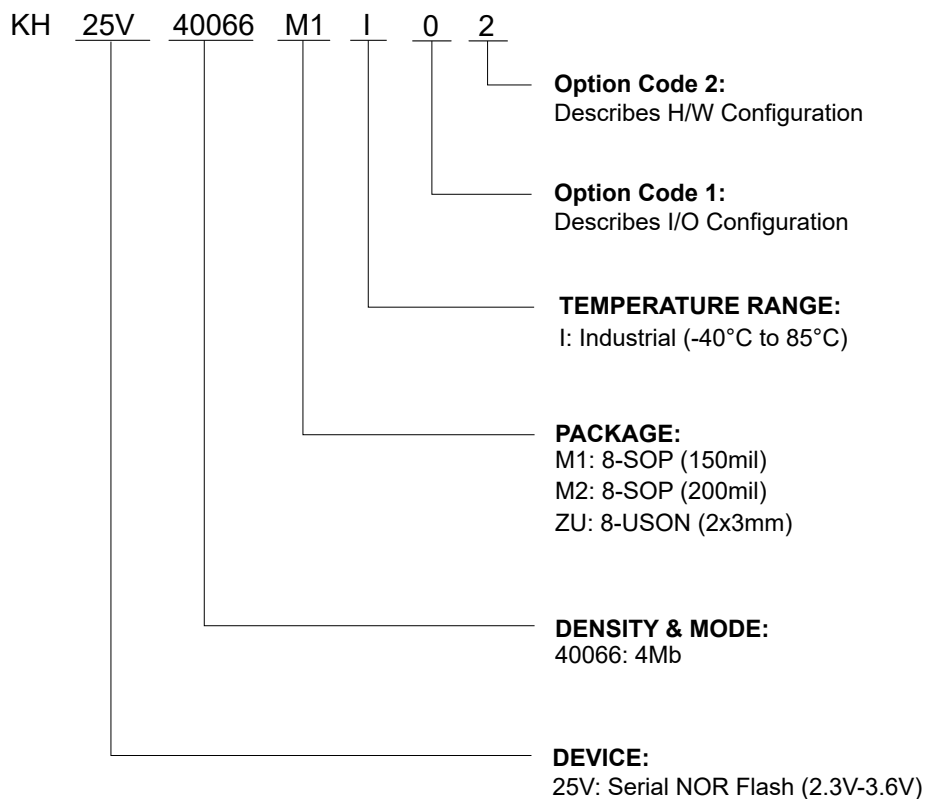 KH 25V 40066 M1 I 0 2
Option Code 2:
Describes H/W Configuration
Option Code 1:
Describes I/O Configuration
TEMPERATURE RANGE:
I: Industrial (-40°C to 85°C)
PACKAGE:
M1: 8-SOP (150mil)
M2: 8-SOP (200mil)
ZU: 8-USON (2x3mm)
DENSITY & MODE:
40066: 4Mb
DEVICE:
25V: Serial NOR Flash (2.3V-3.6V)